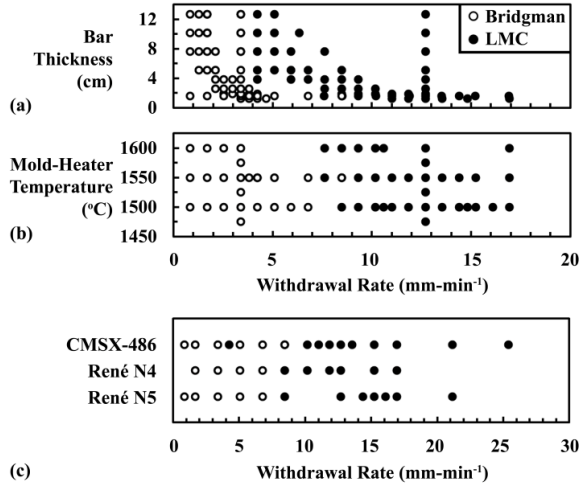 12
Bridgman
LMC
Bar
Thickness
(cm)
8
4
0
(a)
1600
Mold-Heater
Temperature
(°C)
1550
1500
1450
(b)
0 5 10 15 20
Withdrawal Rate (mm-min⁻¹)
CMSX-486
René N4
René N5
0 5 10 15 20 25 30
(c)
Withdrawal Rate (mm-min⁻¹)